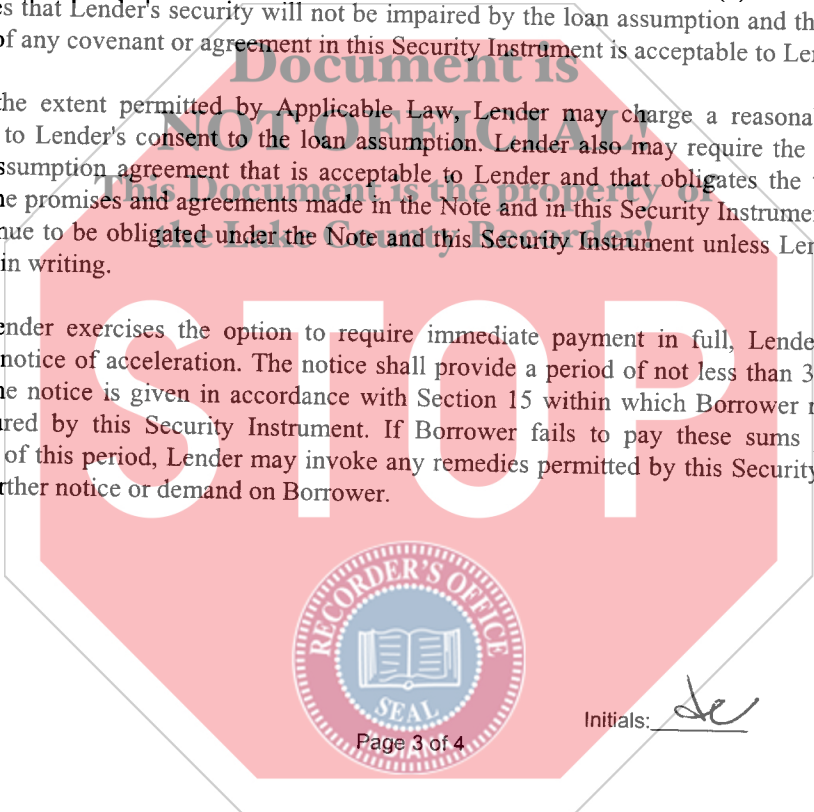 es that Lender's security will not be impaired by the loan assumption and th
of any covenant or agreement in this Security Instrument is acceptable to Le
Document is
the extent permitted by Applicable Law, Lender may charge a reasona
NOT OFFICIAL!
to Lender's consent to the loan assumption. Lender also may require the
ssumption agreement that is acceptable to Lender and that obligates the
This Document is the property of
e promises and agreements made in the Note and in this Security Instrume
the Lake County Recorder!
nue to be obligated under the Note and this Security Instrument unless Len
in writing.
ender exercises the option to require immediate payment in full, Lende
notice of acceleration. The notice shall provide a period of not less than 3
e notice is given in accordance with Section 15 within which Borrower
STOP
red by this Security Instrument. If Borrower fails to pay these sums
of this period, Lender may invoke any remedies permitted by this Security
rther notice or demand on Borrower.
RECORDER'S OFFICE
SEAL
INDIANA
Initials:
Page 3 of 4